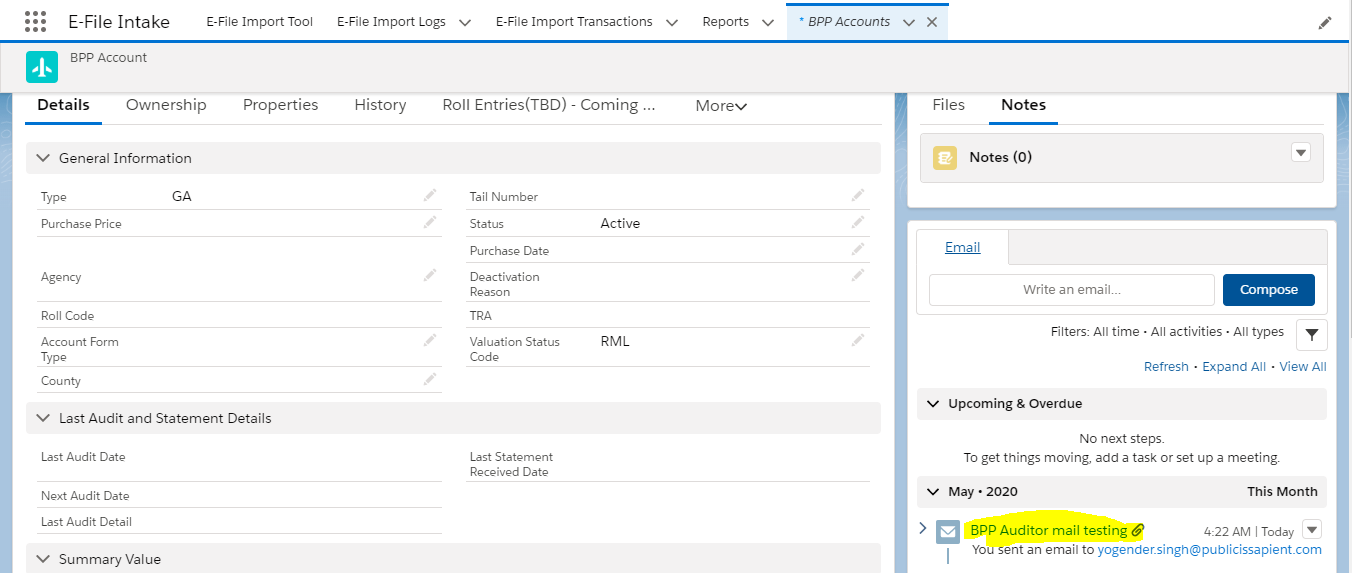 E-File Intake
E-File Import Tool
E-File Import Logs
E-File Import Transactions
Reports
* BPP Accounts
BPP Account
Details
Ownership
Properties
History
Roll Entries(TBD) - Coming ...
More
General Information
Type GA
Tail Number
Purchase Price
Status Active
Purchase Date
Agency
Deactivation
Reason
Roll Code
TRA
Account Form
Type
Valuation Status
Code
RML
County
Last Audit and Statement Details
Last Audit Date
Last Statement
Received Date
Next Audit Date
Last Audit Detail
Summary Value
Files
Notes
Notes (0)
Email
Write an email...
Compose
Filters: All time • All activities • All types
Refresh • Expand All • View All
Upcoming & Overdue
No next steps.
To get things moving, add a task or set up a meeting.
May • 2020
This Month
BPP Auditor mail testing
4:22 AM | Today
You sent an email to yogender.singh@publicissapient.com